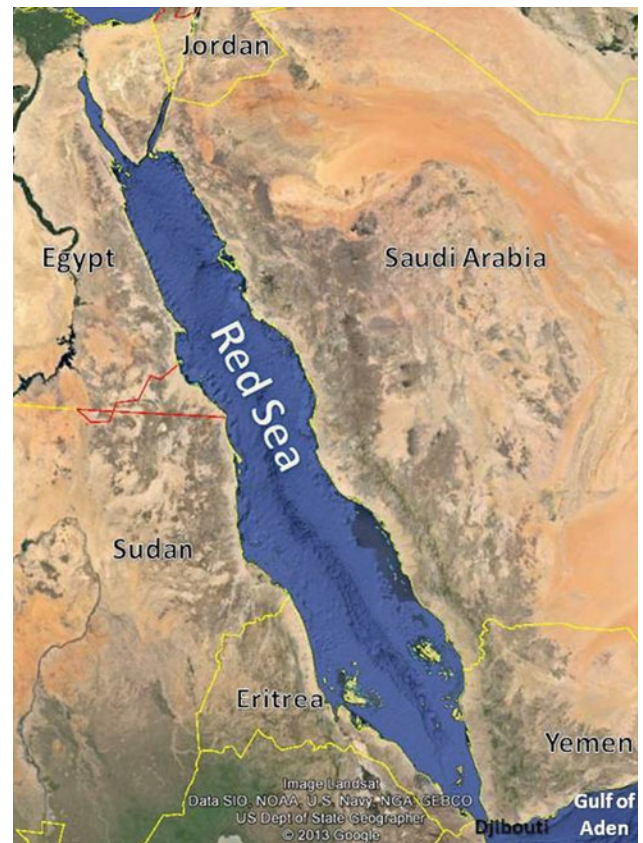 Jordan
Egypt
Saudi Arabia
Red Sea
Sudan
Eritrea
Yemen
Image Landsat
Data SIO, NOAA, U.S. Navy, NGA, GEBCO
US Dept of State Geographer
© 2013 Google
Gulf of
Aden
Djibouti